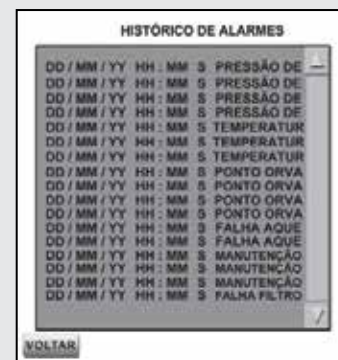 HISTÓRICO DE ALARMES
DD / MM / YY HH : MM S PRESSÃO DE
DD / MM / YY HH : MM S PRESSÃO DE
DD / MM / YY HH : MM S PRESSÃO DE
DD / MM / YY HH : MM S PRESSÃO DE
DD / MM / YY HH : MM S TEMPERATUR
DD / MM / YY HH : MM S TEMPERATUR
DD / MM / YY HH : MM S TEMPERATUR
DD / MM / YY HH : MM S PONTO ORVA
DD / MM / YY HH : MM S PONTO ORVA
DD / MM / YY HH : MM S PONTO ORVA
DD / MM / YY HH : MM S PONTO ORVA
DD / MM / YY HH : MM S FALHA AQUE
DD / MM / YY HH : MM S FALHA AQUE
DD / MM / YY HH : MM S MANUTENÇÃO
DD / MM / YY HH : MM S MANUTENÇÃO
DD / MM / YY HH : MM S MANUTENÇÃO
DD / MM / YY HH : MM S FALHA FILTRO
VOLTAR